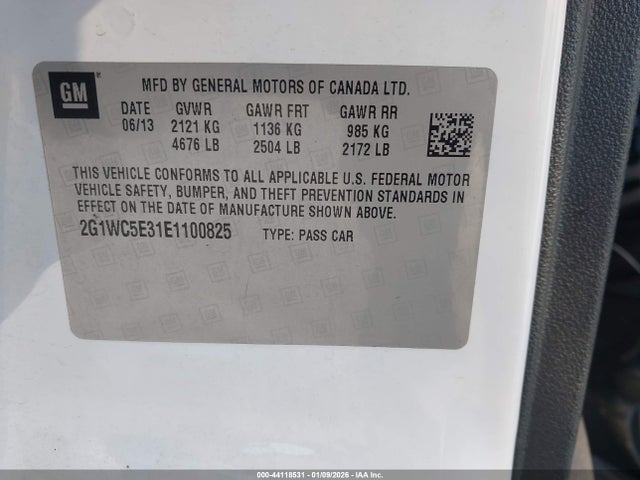 GM
MFD BY GENERAL MOTORS OF CANADA LTD.
DATE GVWR GAWR FRT GAWR RR
06/13 2121 KG 1136 KG 985 KG
4676 LB 2504 LB 2172 LB
THIS VEHICLE CONFORMS TO ALL APPLICABLE U.S. FEDERAL MOTOR
VEHICLE SAFETY, BUMPER, AND THEFT PREVENTION STANDARDS IN
EFFECT ON THE DATE OF MANUFACTURE SHOWN ABOVE.
2G1WC5E31E1100825 TYPE: PASS CAR
000-44118531 - 01/09/2026 - IAA Inc.